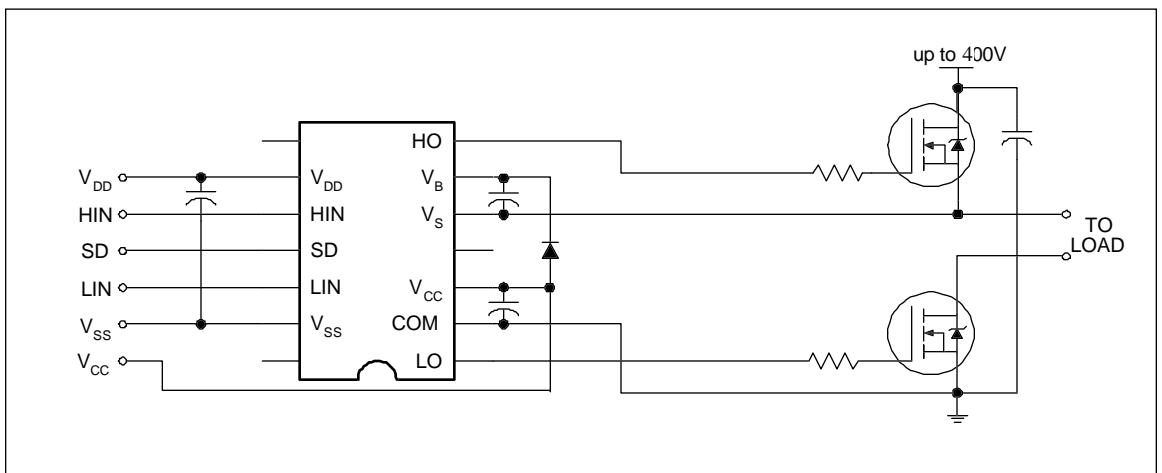 up to 400V
HO
V_DD
V_DD
V_B
HIN
HIN
V_S
TO
LOAD
SD
SD
LIN
LIN
V_CC
V_SS
V_SS
COM
V_CC
LO